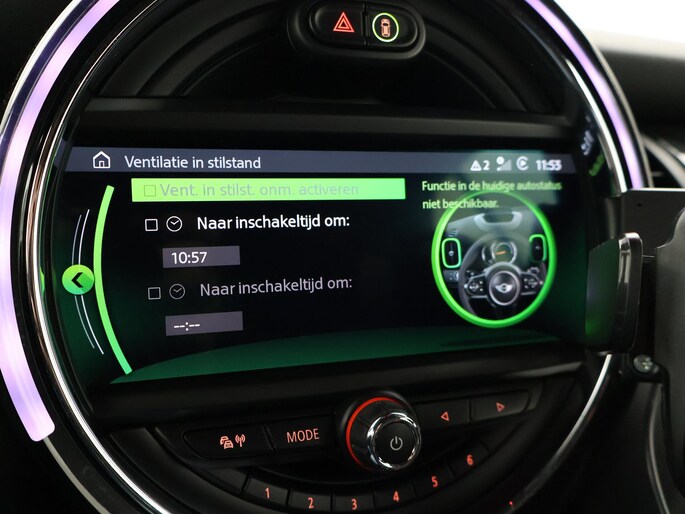 Ventilatie in stilstand 2 11:53
Vent. in stilst. onm. activeren
Functie in de huidige autostatus
niet beschikbaar.
Naar inschakeltijd om:
10:57
Naar inschakeltijd om:
--:--
MODE
1 2 3 4 5 6